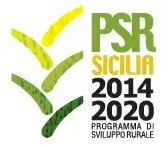 PSR
SICILIA
2014
2020
PROGRAMMA DI
SVILUPPO RURALE